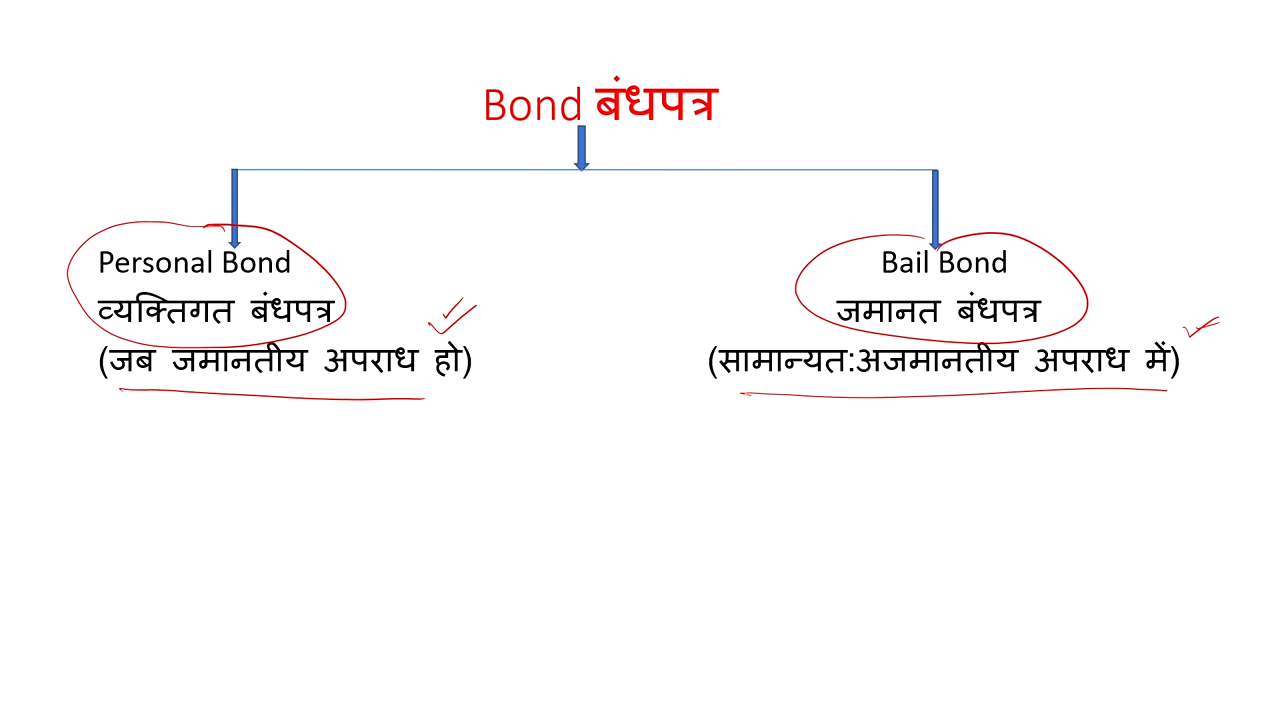 Bond बंधपत्र
Personal Bond
व्यक्तिगत बंधपत्र
(जब जमानतीय अपराध हो)
Bail Bond
जमानत बंधपत्र
(सामान्यत:अजमानतीय अपराध में)